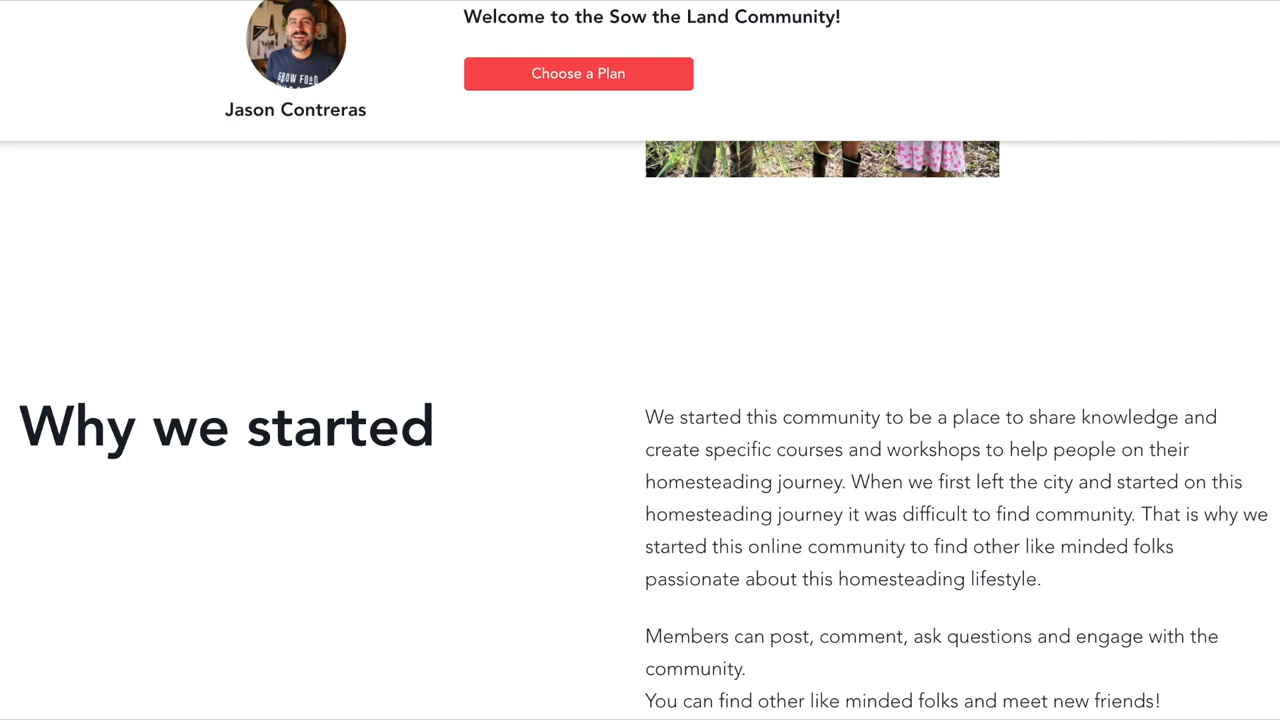 Welcome to the Sow the Land Community!
Choose a Plan
GROW FOOD
Jason Contreras
Why we started
We started this community to be a place to share knowledge and
create specific courses and workshops to help people on their
homesteading journey. When we first left the city and started on this
homesteading journey it was difficult to find community. That is why we
started this online community to find other like minded folks
passionate about this homesteading lifestyle.
Members can post, comment, ask questions and engage with the
community.
You can find other like minded folks and meet new friends!